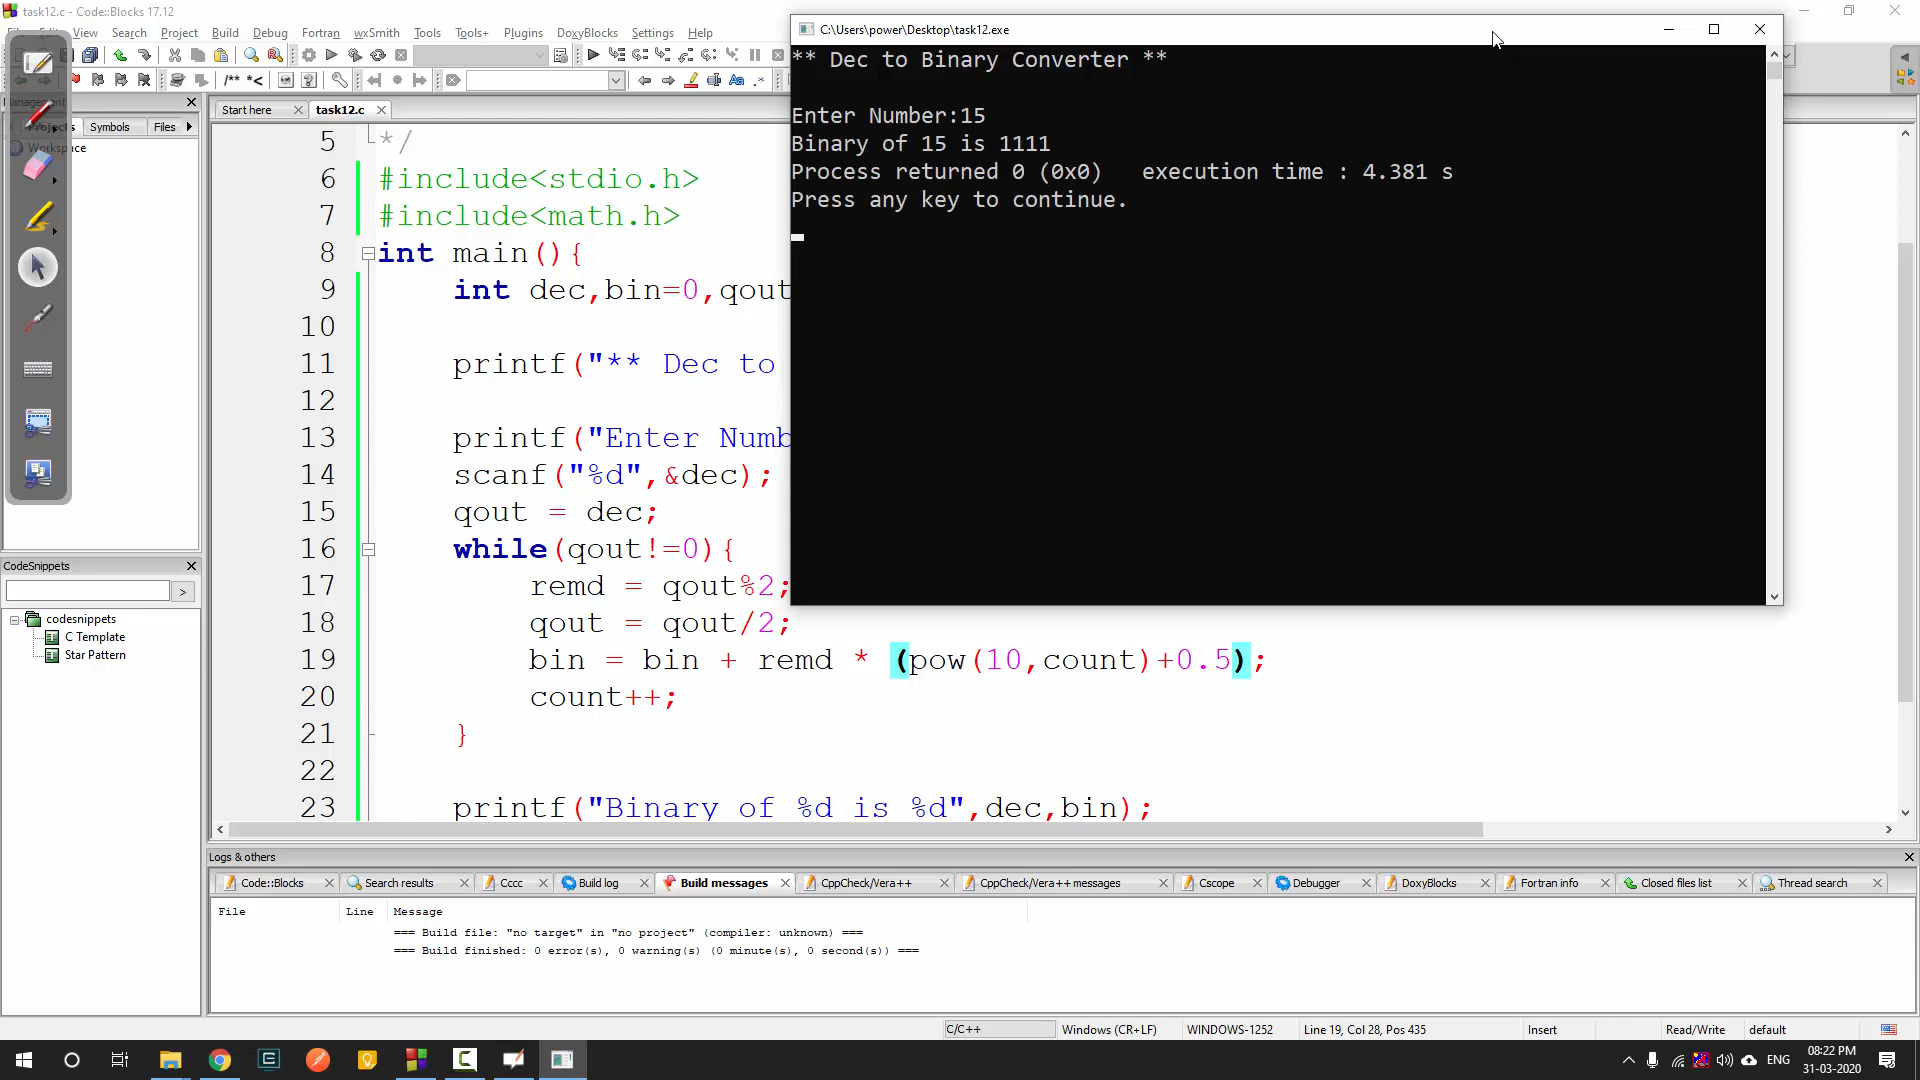 task12.c - Code::Blocks 17.12
View Search Project Build Debug Fortran wxSmith Tools Tools+ Plugins DoxyBlocks Settings Help
C:\Users\power\Desktop\task12.exe
** Dec to Binary Converter **
Enter Number:15
Binary of 15 is 1111
Process returned 0 (0x0)   execution time : 4.381 s
Press any key to continue.
Symbols Files
Workspace
Start here task12.c
5 */
6 #include<stdio.h>
7 #include<math.h>
8 int main(){
9 int dec,bin=0,qout
10
11 printf("** Dec to
12
13 printf("Enter Numb
14 scanf("%d",&dec);
15 qout = dec;
16 while(qout!=0){
17 remd = qout%2;
18 qout = qout/2;
19 bin = bin + remd * (pow(10,count)+0.5);
20 count++;
21 }
22
23 printf("Binary of %d is %d",dec,bin);
CodeSnippets
>
codesnippets
C Template
Star Pattern
Logs & others
Code::Blocks Search results Cccc Build log Build messages CppCheck/Vera++ CppCheck/Vera++ messages Cscope Debugger DoxyBlocks Fortran info Closed files list Thread search
File Line Message
=== Build file: "no target" in "no project" (compiler: unknown) ===
=== Build finished: 0 error(s), 0 warning(s) (0 minute(s), 0 second(s)) ===
C/C++ Windows (CR+LF) WINDOWS-1252 Line 19, Col 28, Pos 435 Insert Read/Write default
ENG
08:22 PM
31-03-2020